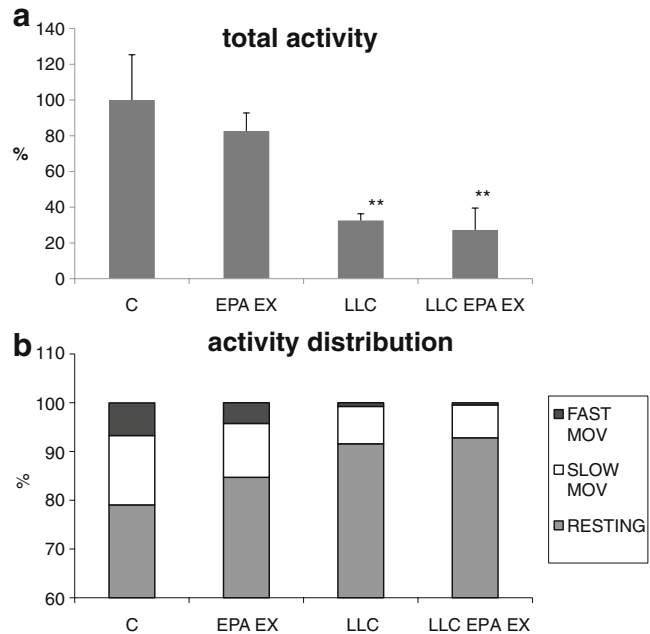 a
total activity
140
120
100
80
60
40
20
0
%
**
**
C EPA EX LLC LLC EPA EX
b
activity distribution
110
100
90
80
70
60
%
FAST
MOV
SLOW
MOV
RESTING
C EPA EX LLC LLC EPA EX